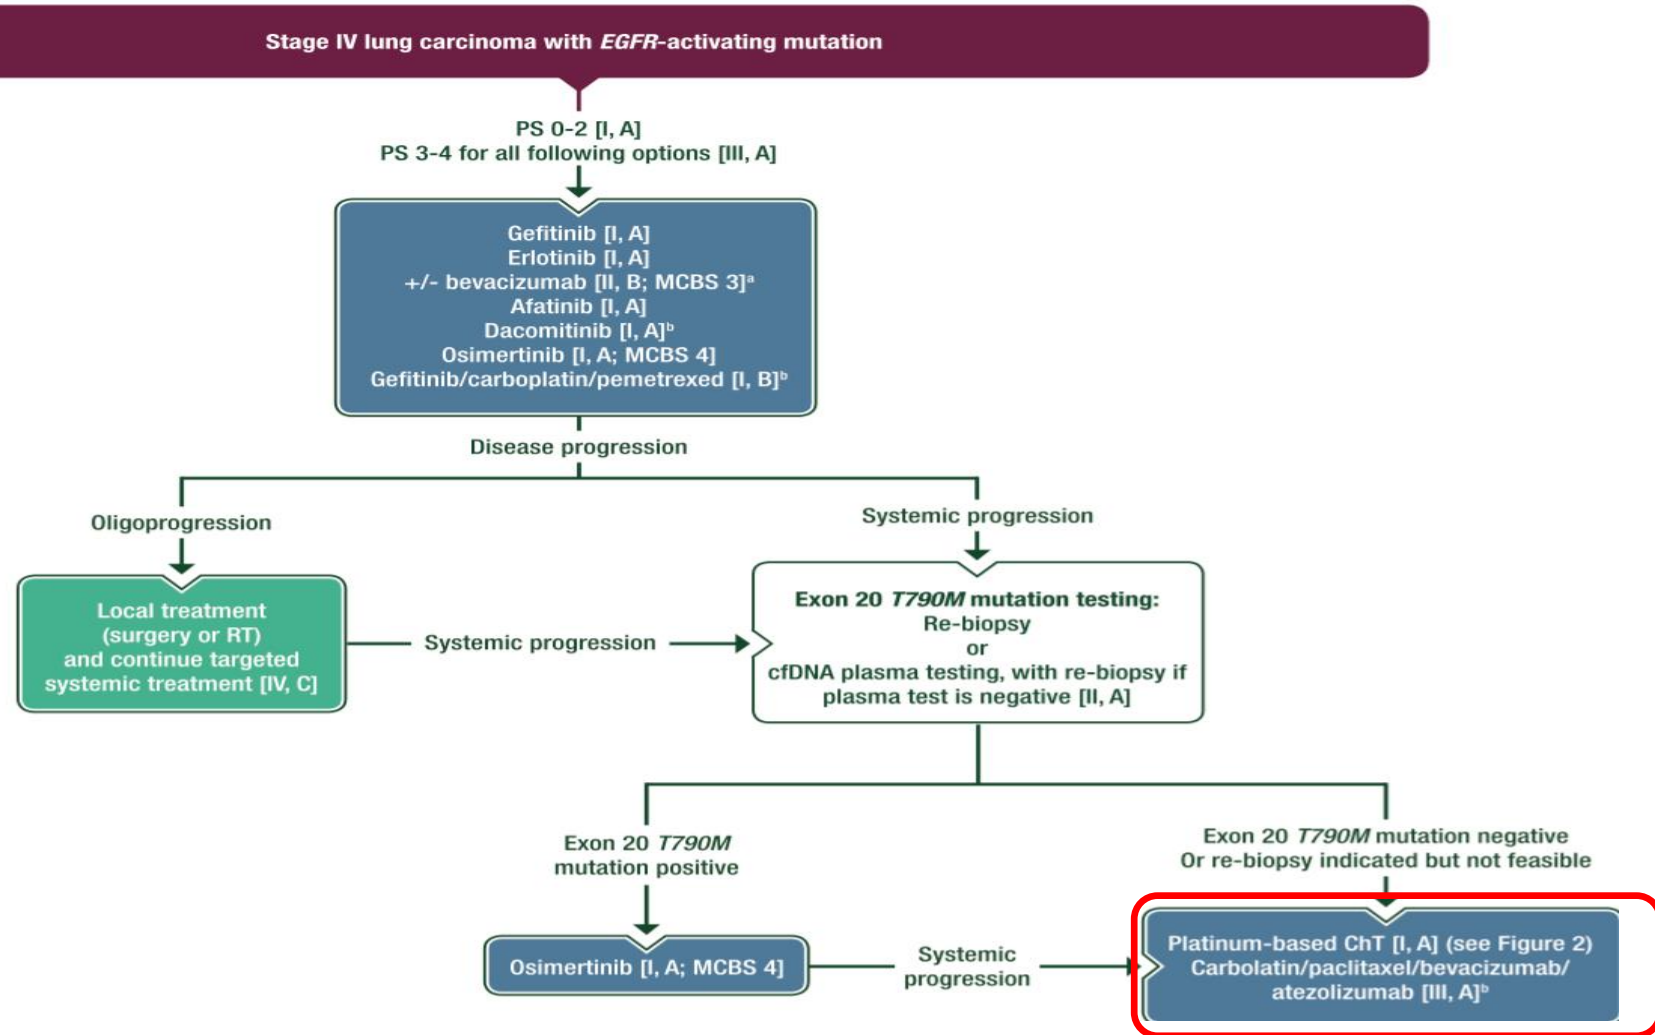 Stage IV lung carcinoma with EGFR-activating mutation
PS 0-2 [I, A]
PS 3-4 for all following options [III, A]
Gefitinib [I, A]
Erlotinib [I, A]
+/- bevacizumab [II, B; MCBS 3]ᵃ
Afatinib [I, A]
Dacomitinib [I, A]ᵇ
Osimertinib [I, A; MCBS 4]
Gefitinib/carboplatin/pemetrexed [I, B]ᵇ
Disease progression
Oligoprogression
Systemic progression
Local treatment
(surgery or RT)
and continue targeted
systemic treatment [IV, C]
Systemic progression
Exon 20 T790M mutation testing:
Re-biopsy
or
cfDNA plasma testing, with re-biopsy if
plasma test is negative [II, A]
Exon 20 T790M
mutation positive
Exon 20 T790M mutation negative
Or re-biopsy indicated but not feasible
Osimertinib [I, A; MCBS 4]
Systemic
progression
Platinum-based ChT [I, A] (see Figure 2)
Carbolatin/paclitaxel/bevacizumab/
atezolizumab [III, A]ᵇ